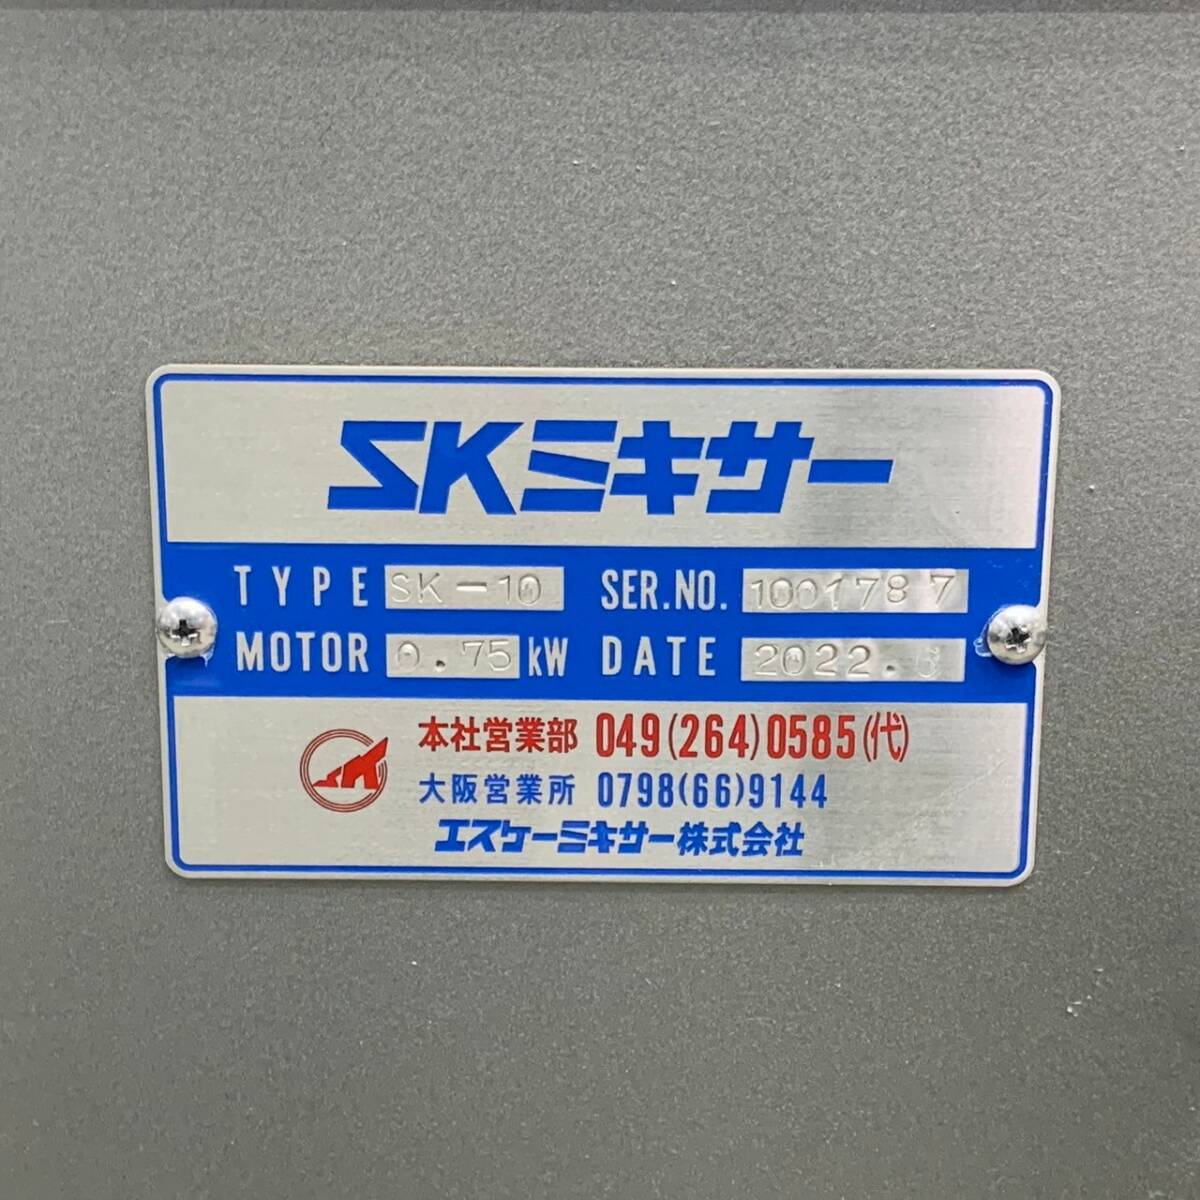 SKミキサー
TYPE SK-10 SER.NO. 1001787
MOTOR 0.75 kW DATE 2022.
SK 本社営業部 049(264)0585(代)
大阪営業所 0798(66)9144
エスケーミキサー株式会社